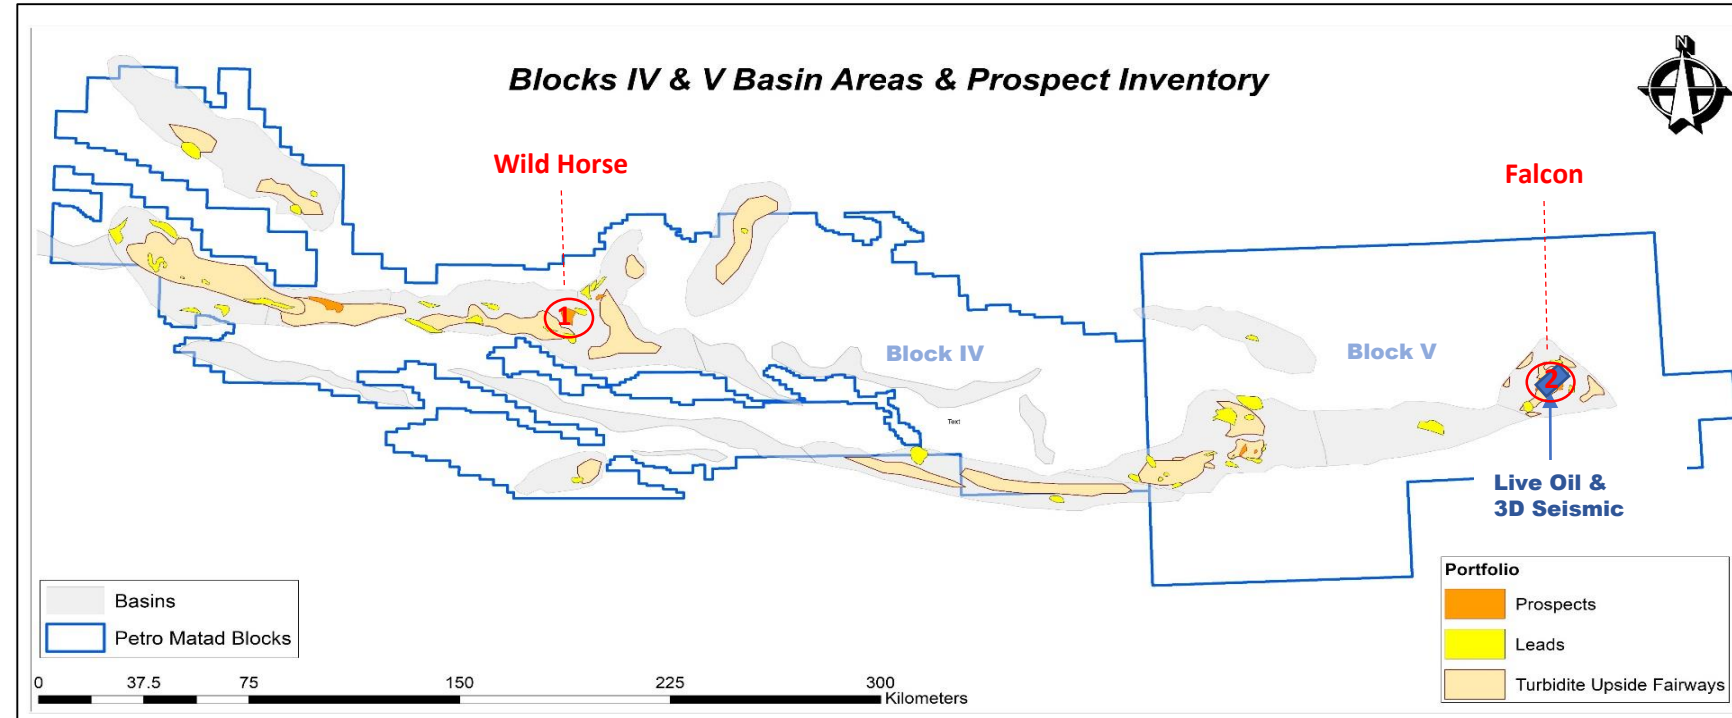 Blocks IV & V Basin Areas & Prospect Inventory
N
Wild Horse
Falcon
1
Block IV
Block V
2
Text
Live Oil &
3D Seismic
Basins
Petro Matad Blocks
Portfolio
Prospects
Leads
Turbidite Upside Fairways
0 37.5 75 150 225 300
Kilometers